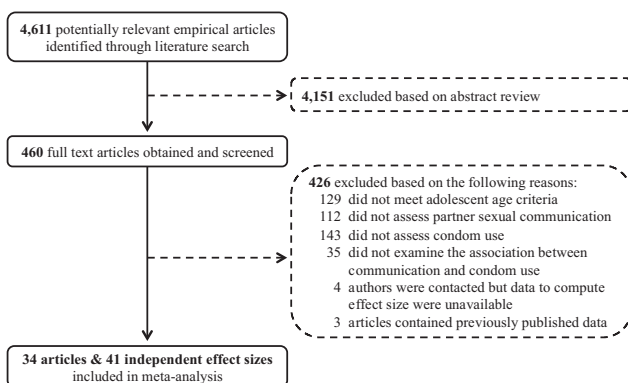 4,611 potentially relevant empirical articles
identified through literature search
4,151 excluded based on abstract review
460 full text articles obtained and screened
426 excluded based on the following reasons:
129 did not meet adolescent age criteria
112 did not assess partner sexual communication
143 did not assess condom use
35 did not examine the association between
communication and condom use
4 authors were contacted but data to compute
effect size were unavailable
3 articles contained previously published data
34 articles & 41 independent effect sizes
included in meta-analysis